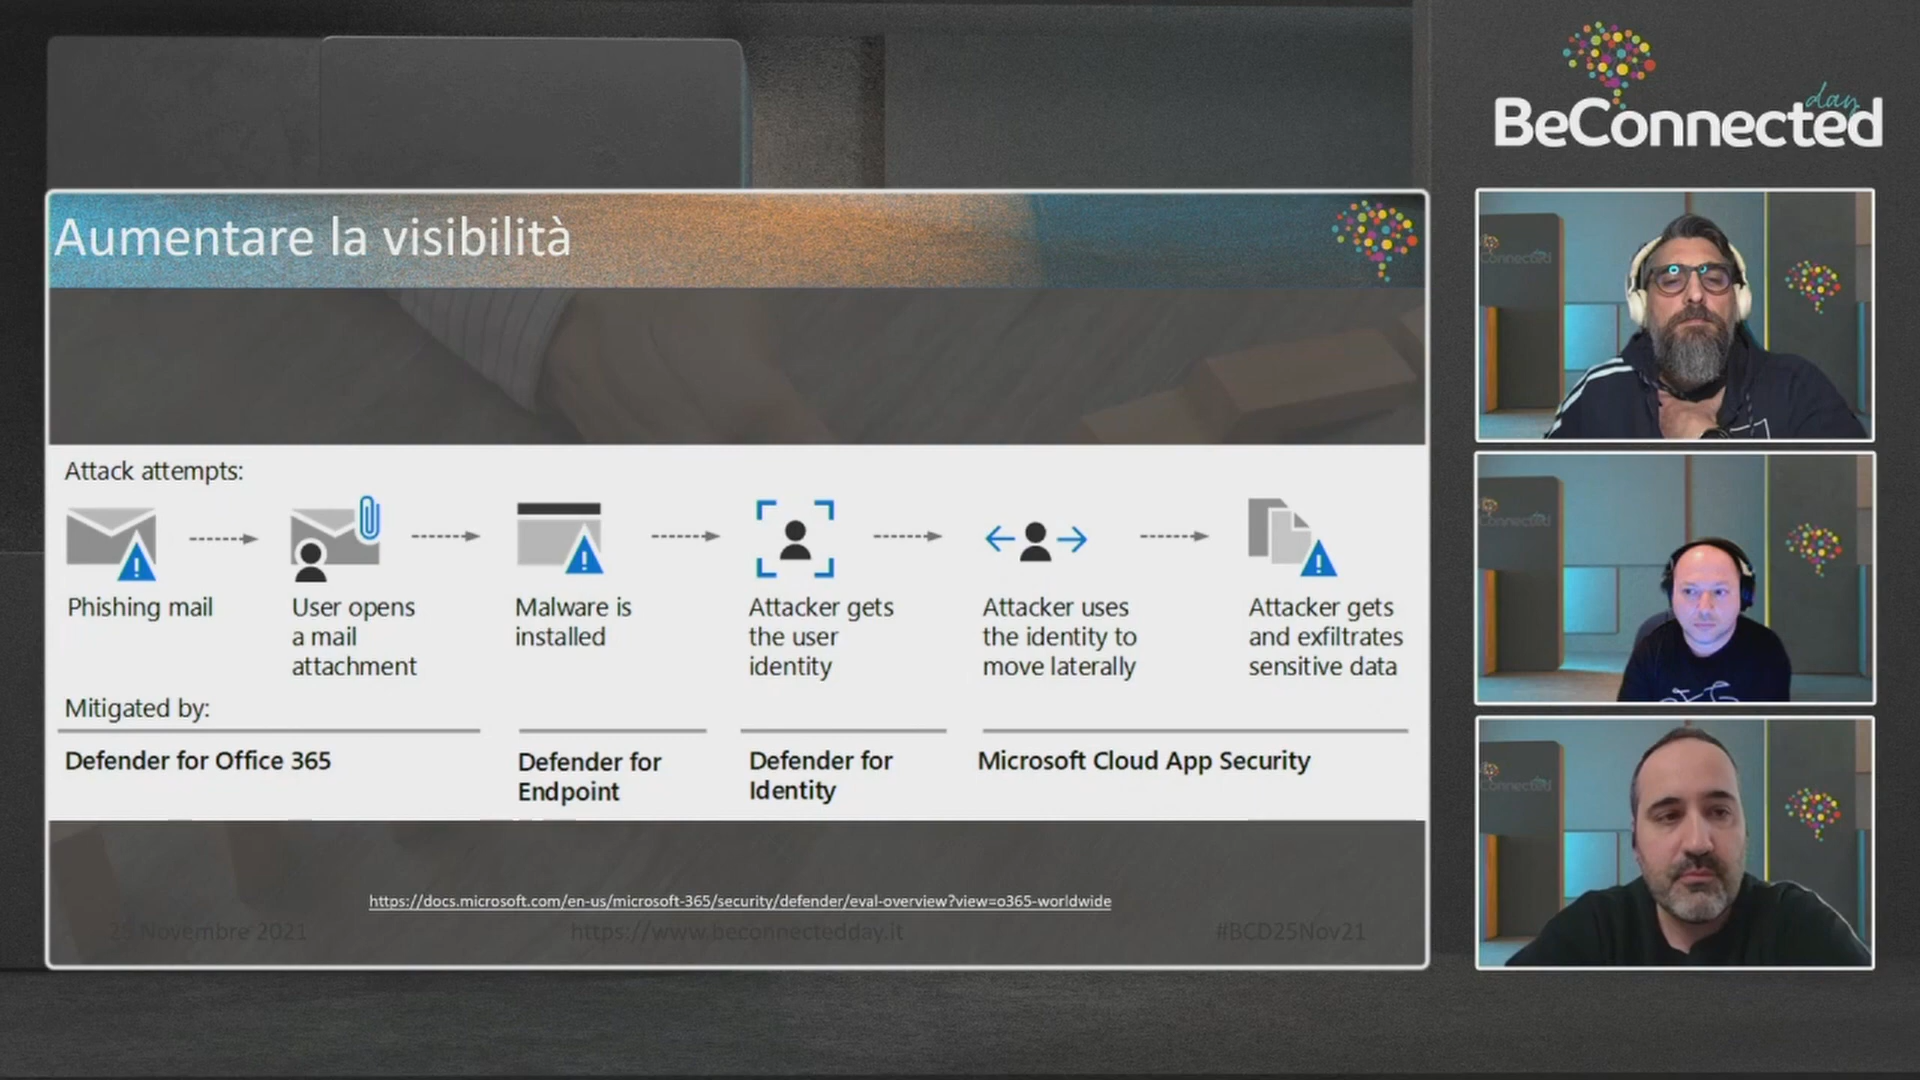 day
BeConnected
Aumentare la visibilità
Attack attempts:
Phishing mail
User opens
a mail
attachment
Malware is
installed
Attacker gets
the user
identity
Attacker uses
the identity to
move laterally
Attacker gets
and exfiltrates
sensitive data
Mitigated by:
Defender for Office 365
Defender for
Endpoint
Defender for
Identity
Microsoft Cloud App Security
https://docs.microsoft.com/en-us/microsoft-365/security/defender/eval-overview?view=o365-worldwide
25 Novembre 2021
https://www.beconnectedday.it
#BCD25Nov21
Connected
Connected
Connected